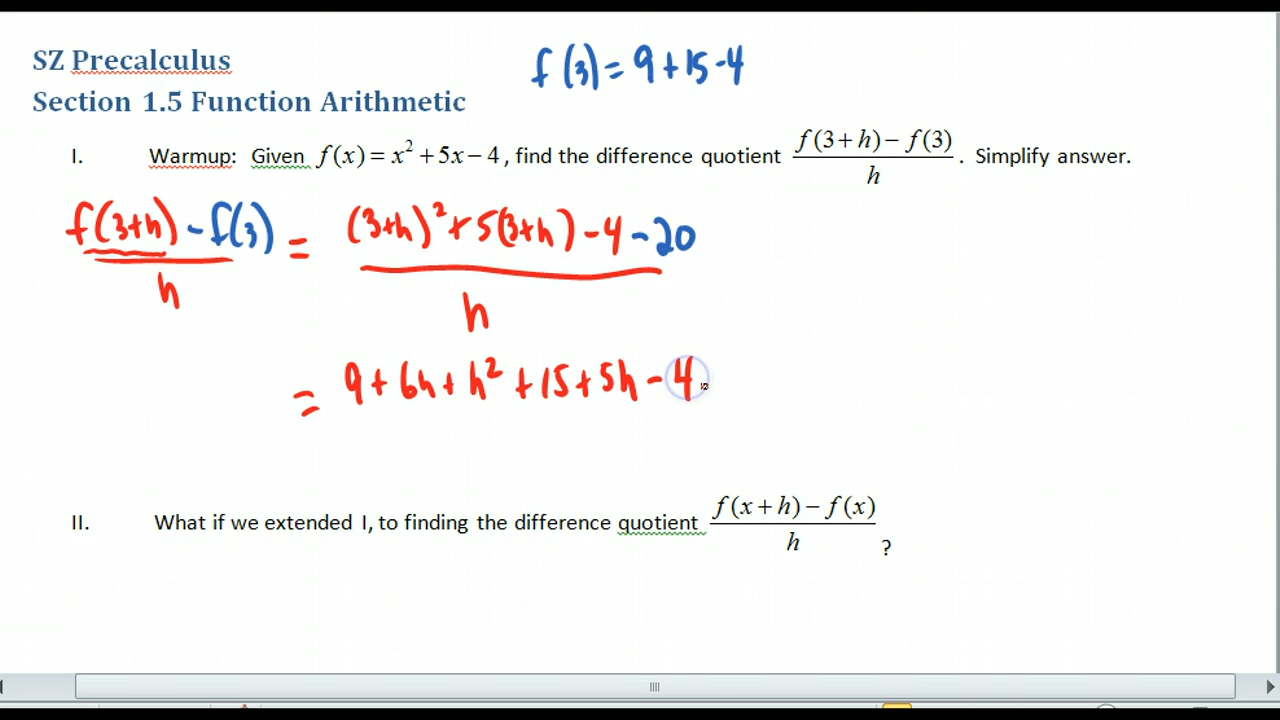 SZ Precalculus
f(3) = 9 + 15 - 4
Section 1.5 Function Arithmetic
I. Warmup: Given f(x) = x² + 5x − 4, find the difference quotient (f(3+h) − f(3))/h . Simplify answer.
(f(3+h) - f(3))/h = ((3+h)² + 5(3+h) - 4 - 20)/h
= 9 + 6h + h² + 15 + 5h - 4
II. What if we extended I, to finding the difference quotient (f(x+h) − f(x))/h ?